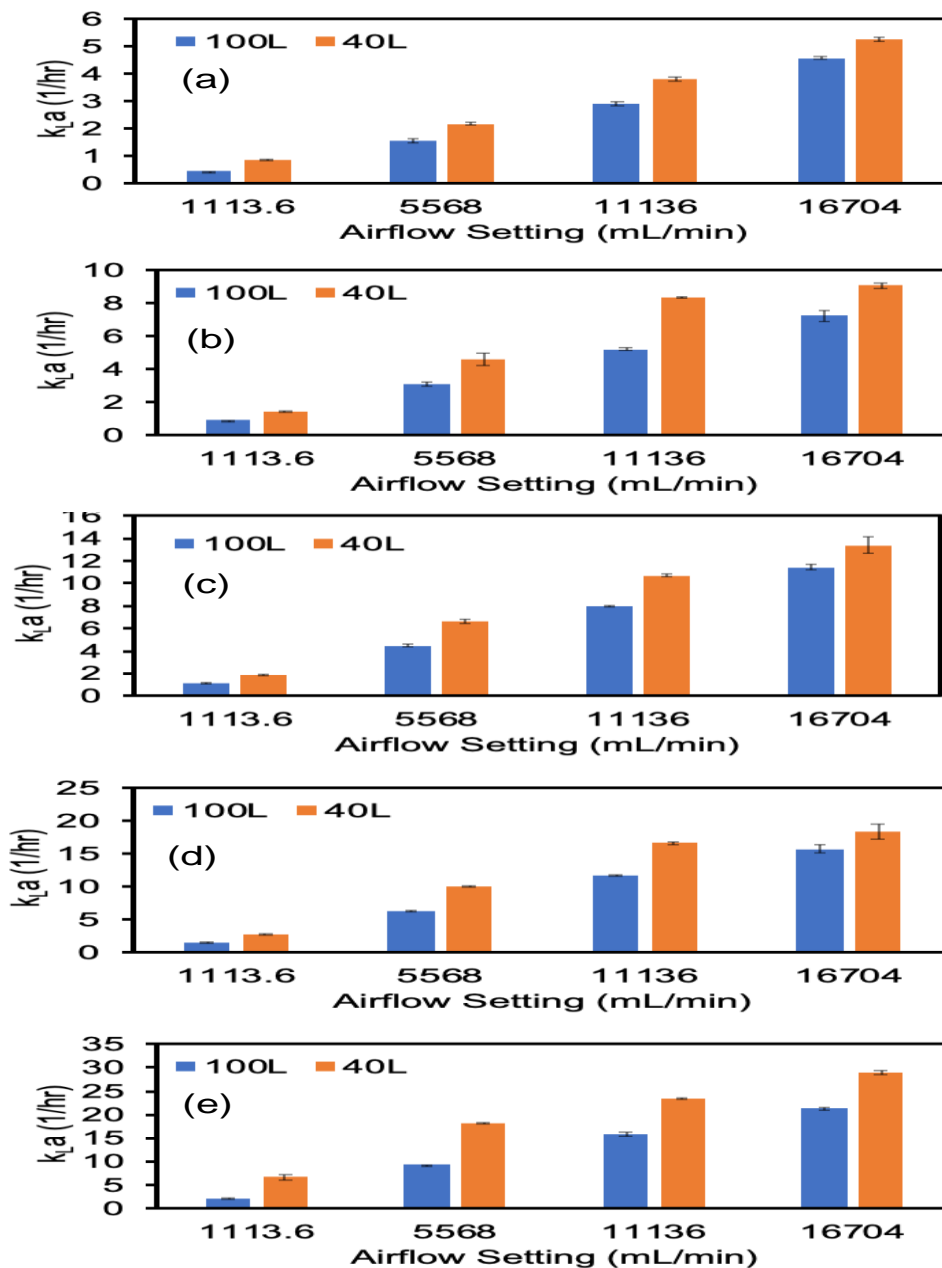 6
5
4
3
2
1
0
kLa (1/hr)
100L 40L
(a)
1113.6 5568 11136 16704
Airflow Setting (mL/min)
10
8
6
4
2
0
kLa (1/hr)
100L 40L
(b)
1113.6 5568 11136 16704
Airflow Setting (mL/min)
16
14
12
10
8
6
4
2
0
kLa (1/hr)
100L 40L
(c)
1113.6 5568 11136 16704
Airflow Setting (mL/min)
25
20
15
10
5
0
kLa (1/hr)
100L 40L
(d)
1113.6 5568 11136 16704
Airflow Setting (mL/min)
35
30
25
20
15
10
5
0
kLa (1/hr)
100L 40L
(e)
1113.6 5568 11136 16704
Airflow Setting (mL/min)